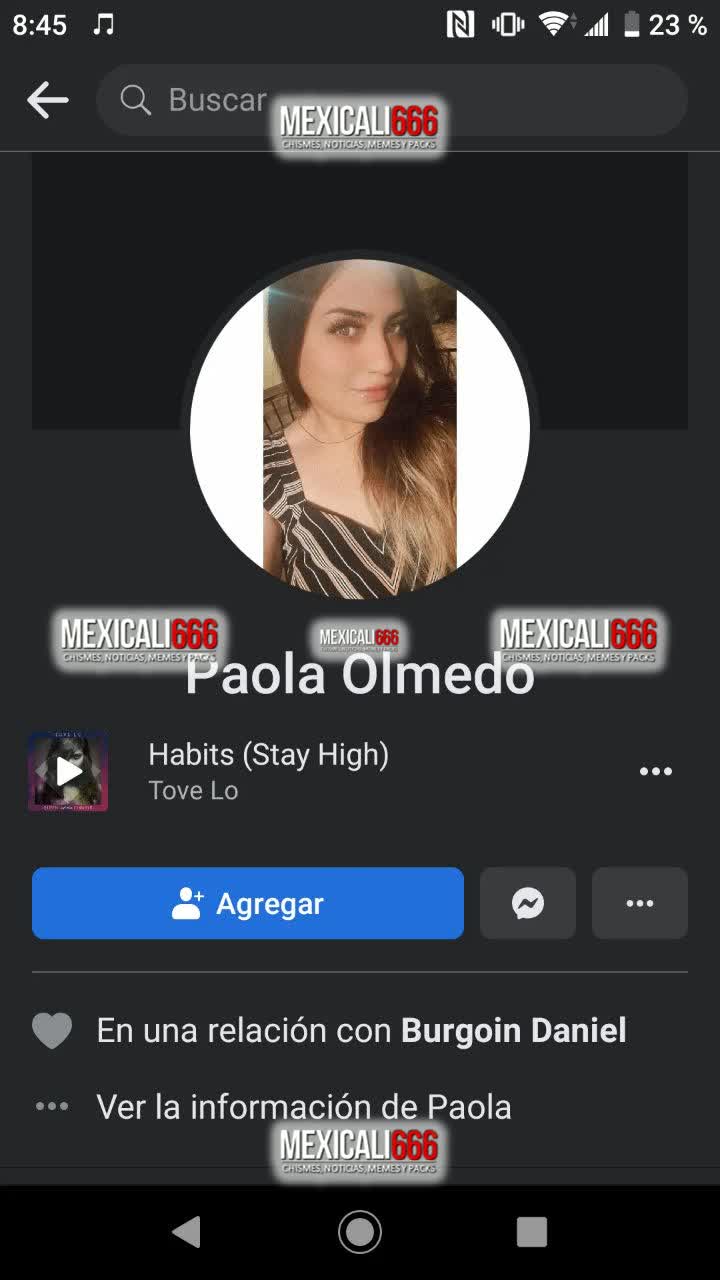 8:45
23 %
Buscar
MEXICALI666
CHISMES, NOTICIAS, MEMES Y PACKS
MEXICALI666
CHISMES, NOTICIAS, MEMES Y PACKS
MEXICALI666
MEXICALI666
CHISMES, NOTICIAS, MEMES Y PACKS
Paola Olmedo
Habits (Stay High)
Tove Lo
Agregar
En una relación con Burgoin Daniel
Ver la información de Paola
MEXICALI666
CHISMES, NOTICIAS, MEMES Y PACKS